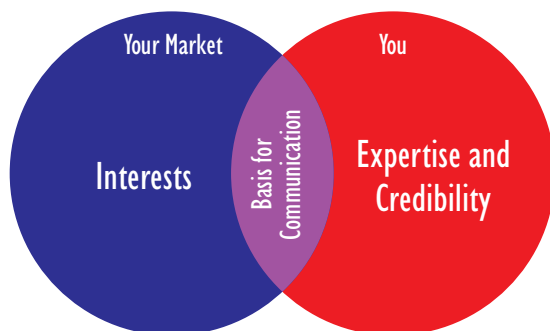 Your Market
You
Interests
Basis for
Communication
Expertise and
Credibility